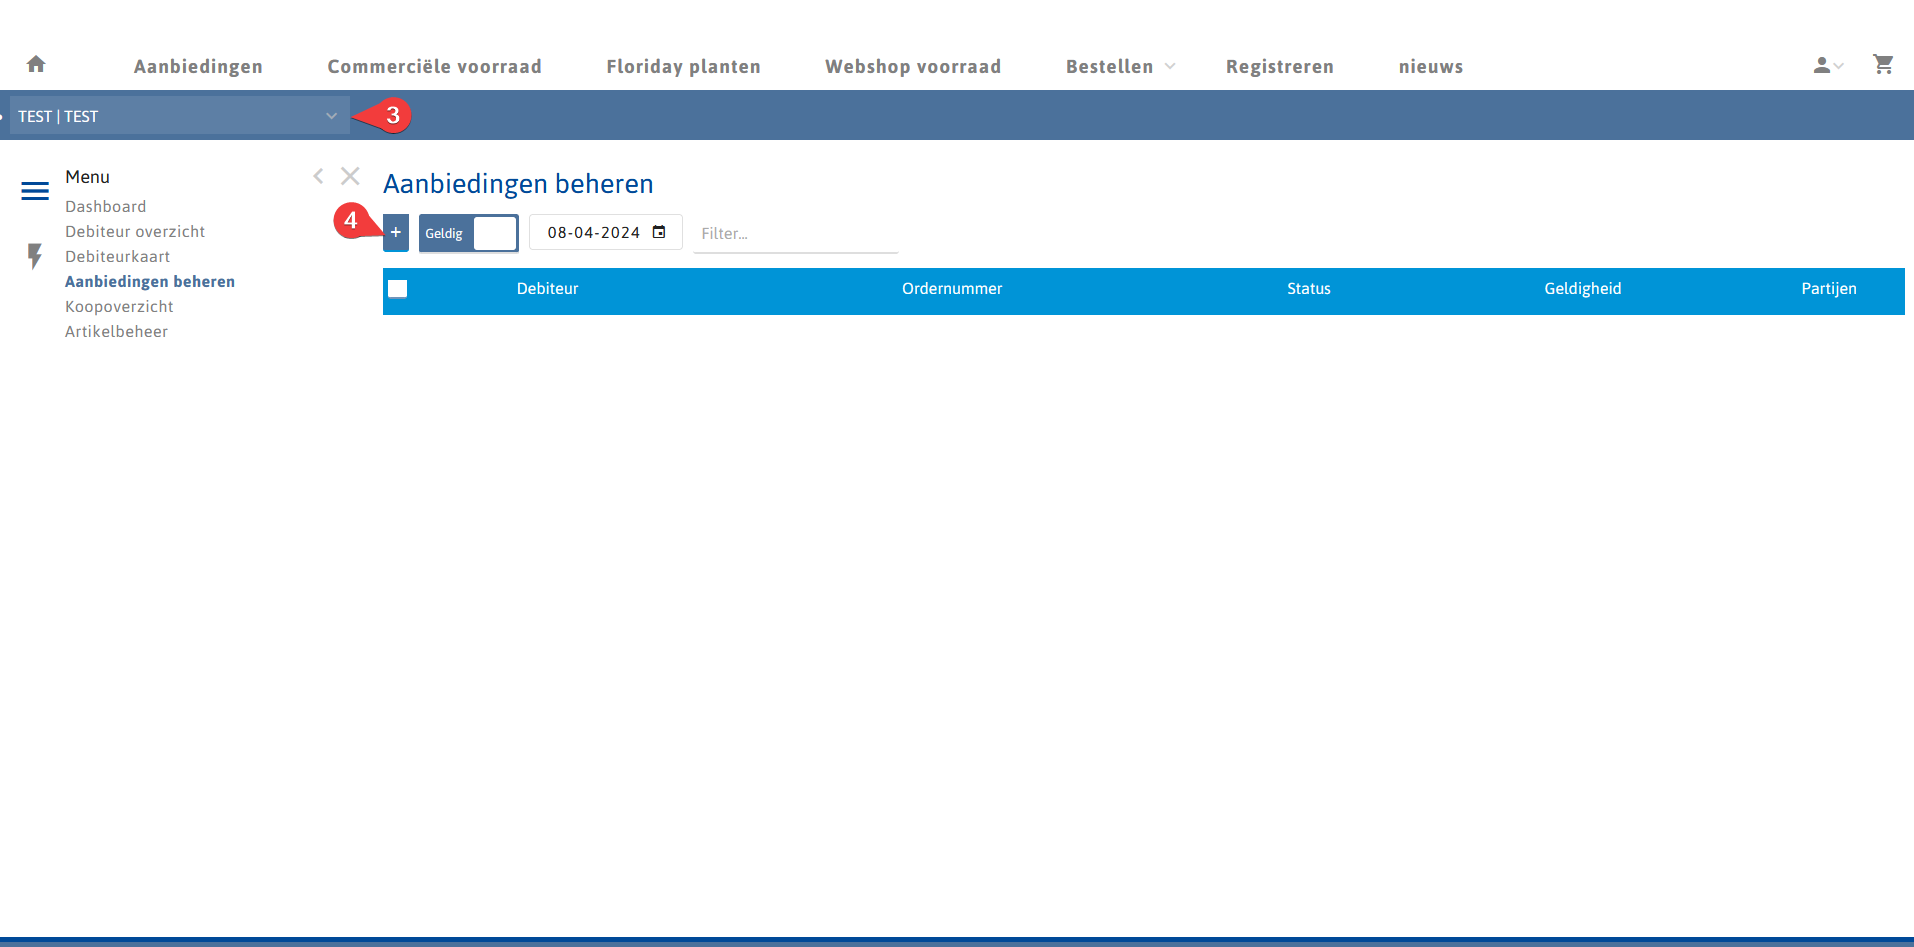 Aanbiedingen Commerciële voorraad Floriday planten Webshop voorraad Bestellen Registreren nieuws
TEST | TEST
3
Menu
Dashboard
Debiteur overzicht
Debiteurkaart
Aanbiedingen beheren
Koopoverzicht
Artikelbeheer
Aanbiedingen beheren
4
+ Geldig 08-04-2024 Filter...
Debiteur Ordernummer Status Geldigheid Partijen